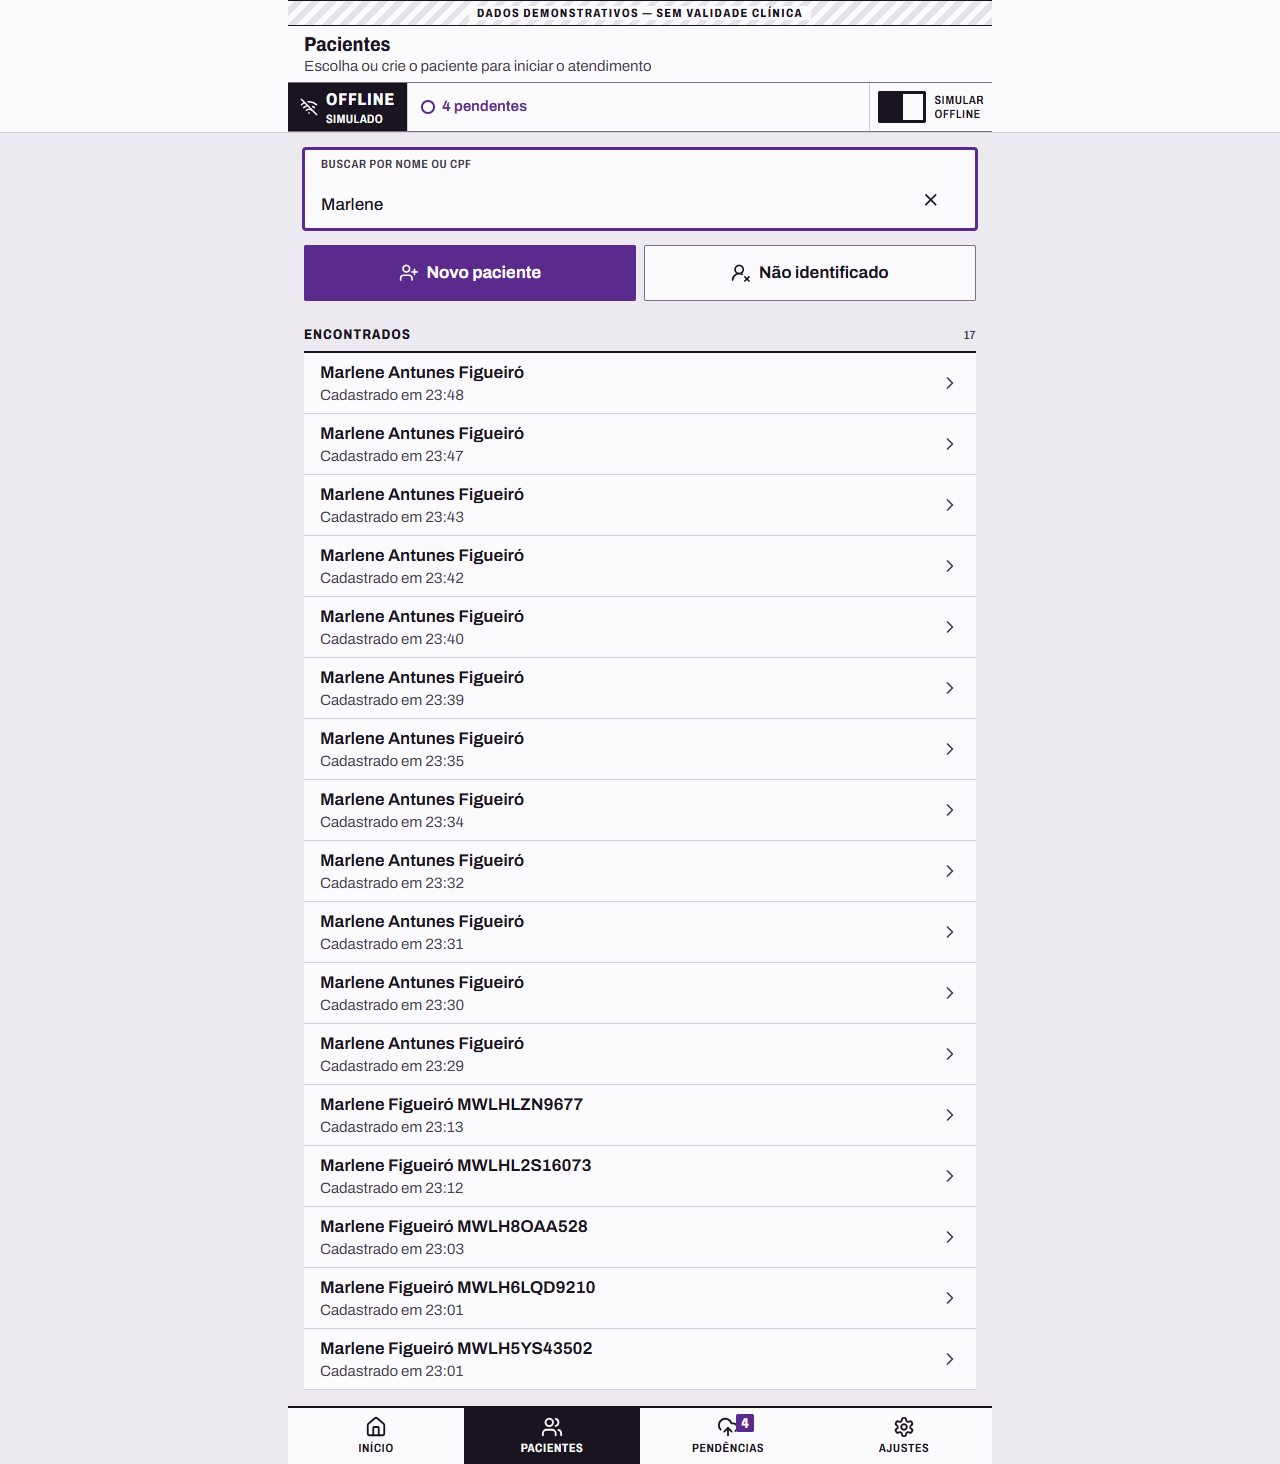 DADOS DEMONSTRATIVOS — SEM VALIDADE CLÍNICA
Pacientes
Escolha ou crie o paciente para iniciar o atendimento
OFFLINE
SIMULADO
4 pendentes
SIMULAR
OFFLINE
BUSCAR POR NOME OU CPF
Marlene
Novo paciente
Não identificado
ENCONTRADOS
17
Marlene Antunes Figueiró
Cadastrado em 23:48
Marlene Antunes Figueiró
Cadastrado em 23:47
Marlene Antunes Figueiró
Cadastrado em 23:43
Marlene Antunes Figueiró
Cadastrado em 23:42
Marlene Antunes Figueiró
Cadastrado em 23:40
Marlene Antunes Figueiró
Cadastrado em 23:39
Marlene Antunes Figueiró
Cadastrado em 23:35
Marlene Antunes Figueiró
Cadastrado em 23:34
Marlene Antunes Figueiró
Cadastrado em 23:32
Marlene Antunes Figueiró
Cadastrado em 23:31
Marlene Antunes Figueiró
Cadastrado em 23:30
Marlene Antunes Figueiró
Cadastrado em 23:29
Marlene Figueiró MWLHLZN9677
Cadastrado em 23:13
Marlene Figueiró MWLHL2S16073
Cadastrado em 23:12
Marlene Figueiró MWLH8OAA528
Cadastrado em 23:03
Marlene Figueiró MWLH6LQD9210
Cadastrado em 23:01
Marlene Figueiró MWLH5YS43502
Cadastrado em 23:01
INÍCIO
PACIENTES
4
PENDÊNCIAS
AJUSTES